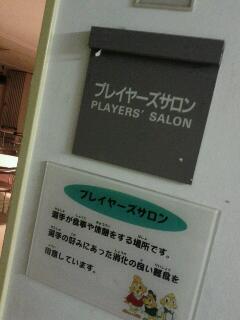 プレイヤーズサロン
PLAYERS' SALON
プレイヤーズサロン
選手が食事や休憩をする場所です。
選手の好みにあった消化の良い軽食を
用意しています。